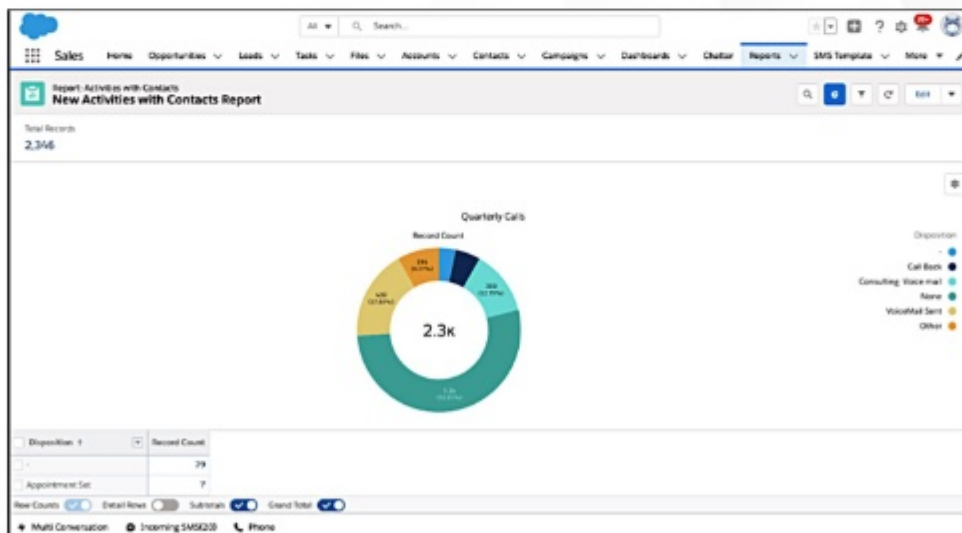 All Search...
Sales Home Opportunities Leads Tasks Files Accounts Contacts Campaigns Dashboards Chatter Reports SMS Template More
Report: Activities with Contacts
New Activities with Contacts Report
Edit
Total Records
2,346
Quarterly Calls
Record Count
Disposition
-
Call Back
Consulting Voice mail
None
VoiceMail Sent
Other
2.3K
Disposition ↑ Record Count
- 79
Appointment Set 7
Row Counts Detail Rows Subtotals Grand Total
Multi Conversation Incoming SMS(20) Phone